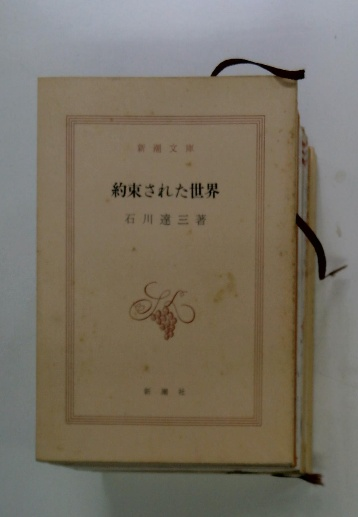 新潮文庫
約束された世界
石川達三著
新潮社